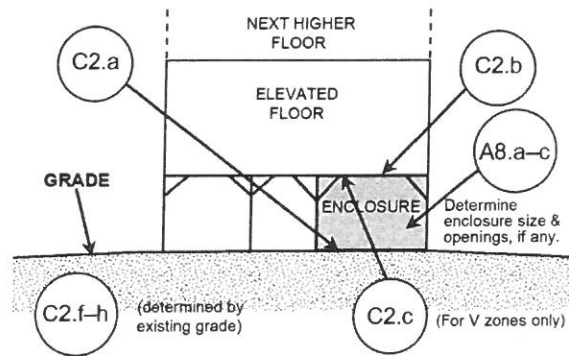 NEXT HIGHER
FLOOR
C2.a
C2.b
ELEVATED
FLOOR
A8.a–c
GRADE
ENCLOSURE
Determine
enclosure size &
openings, if any.
C2.f–h
(determined by
existing grade)
C2.c
(For V zones only)